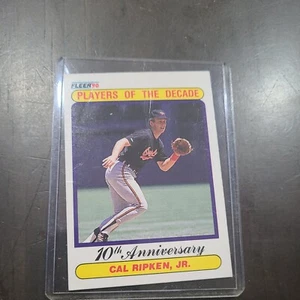 FLEER '90
PLAYERS OF THE DECADE
10th Anniversary
CAL RIPKEN, JR.